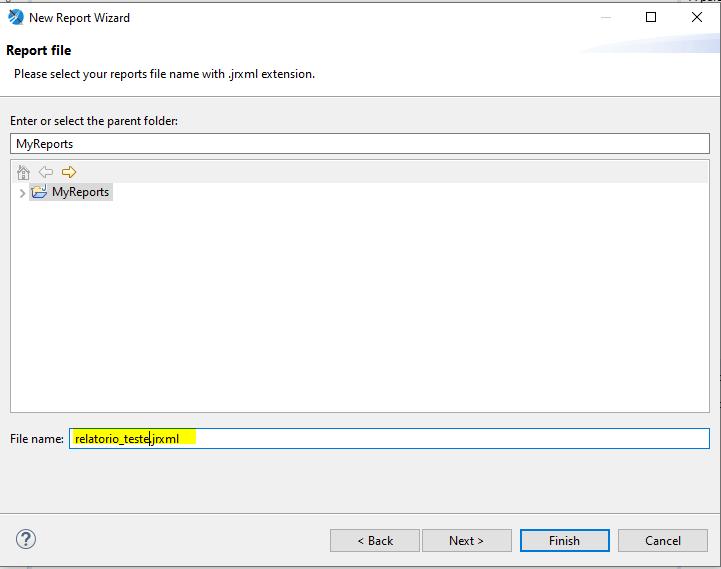 New Report Wizard
Report file
Please select your reports file name with .jrxml extension.
Enter or select the parent folder:
MyReports
MyReports
File name: relatorio_teste.jrxml
< Back Next > Finish Cancel